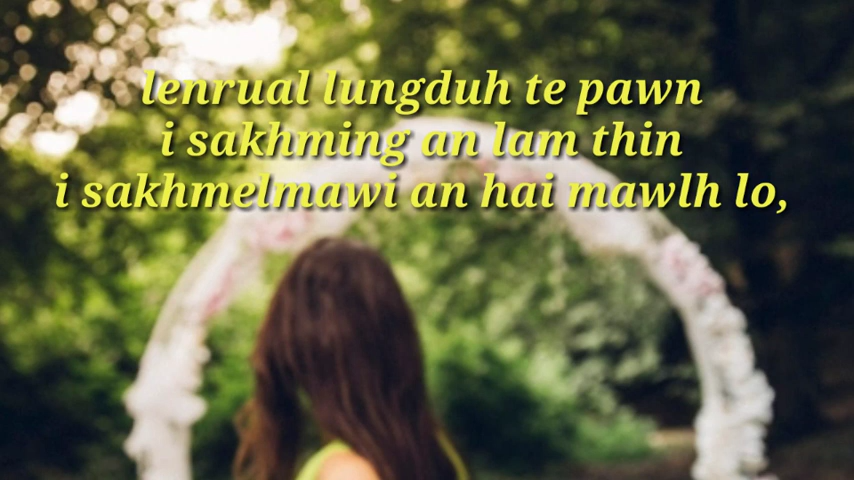 lenrual lungduh te pawn
i sakhming an lam thin
i sakhmelmawi an hai mawlh lo,